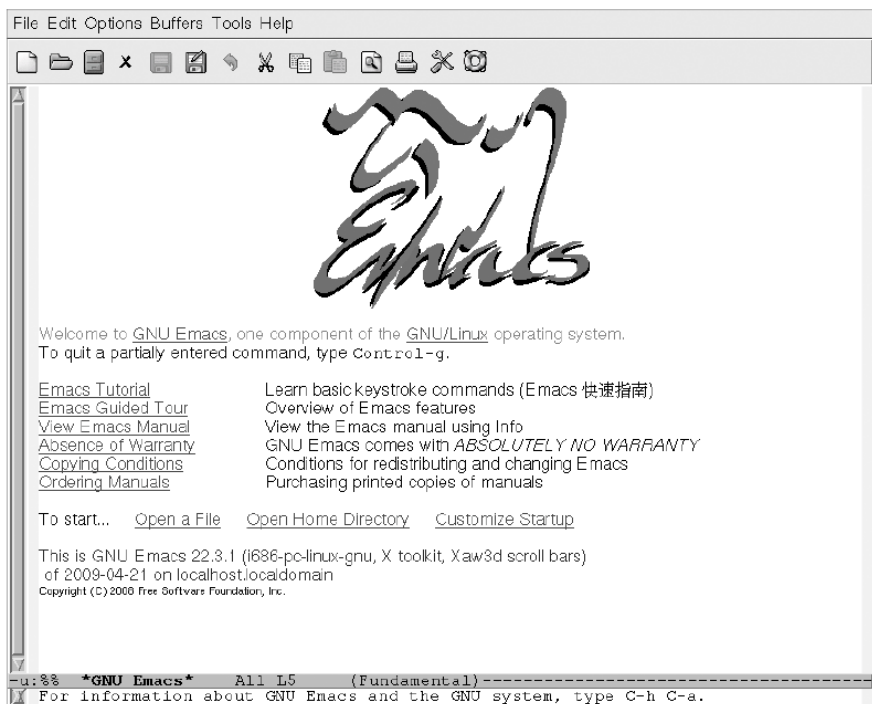 File Edit Options Buffers Tools Help
Emacs
Welcome to GNU Emacs, one component of the GNU/Linux operating system.
To quit a partially entered command, type Control-g.
Emacs Tutorial Learn basic keystroke commands (Emacs 快速指南)
Emacs Guided Tour Overview of Emacs features
View Emacs Manual View the Emacs manual using Info
Absence of Warranty GNU Emacs comes with ABSOLUTELY NO WARRANTY
Copying Conditions Conditions for redistributing and changing Emacs
Ordering Manuals Purchasing printed copies of manuals
To start... Open a File Open Home Directory Customize Startup
This is GNU Emacs 22.3.1 (i686-pc-linux-gnu, X toolkit, Xaw3d scroll bars)
of 2009-04-21 on localhost.localdomain
Copyright (C) 2008 Free Software Foundation, Inc.
-u:%% *GNU Emacs* All L5 (Fundamental)--------------------------------------
For information about GNU Emacs and the GNU system, type C-h C-a.